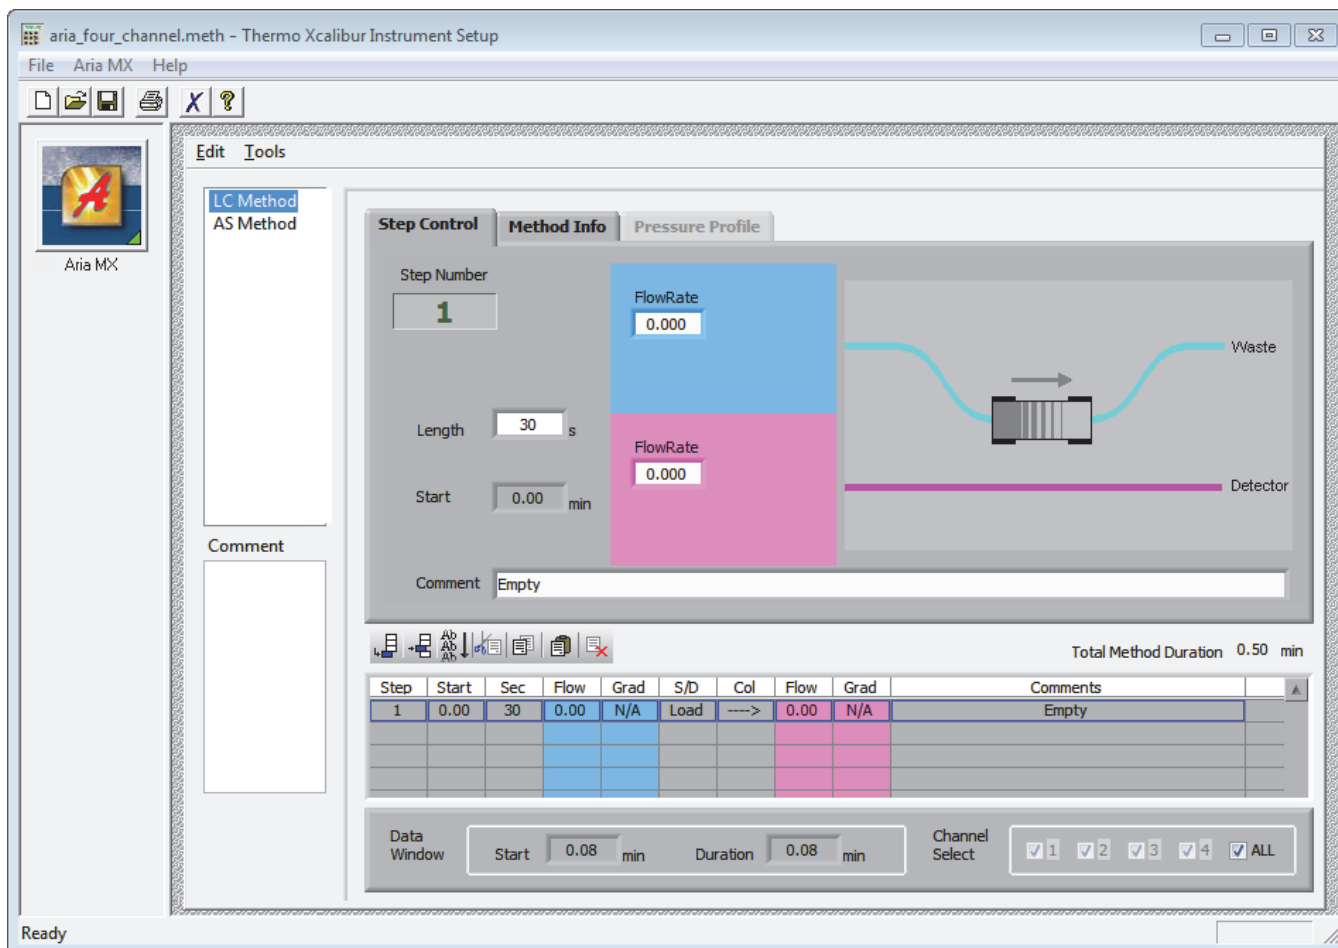 aria_four_channel.meth - Thermo Xcalibur Instrument Setup
File Aria MX Help
Edit Tools
Aria MX
LC Method
AS Method
Comment
Step Control Method Info Pressure Profile
Step Number
1
FlowRate
0.000
Length 30 s
Start 0.00 min
FlowRate
0.000
Waste
Detector
Comment Empty
Ab
Ab
Ab
Total Method Duration 0.50 min
Step Start Sec Flow Grad S/D Col Flow Grad Comments
1 0.00 30 0.00 N/A Load ----> 0.00 N/A Empty
Data
Window
Start 0.08 min Duration 0.08 min
Channel
Select
1 2 3 4 ALL
Ready